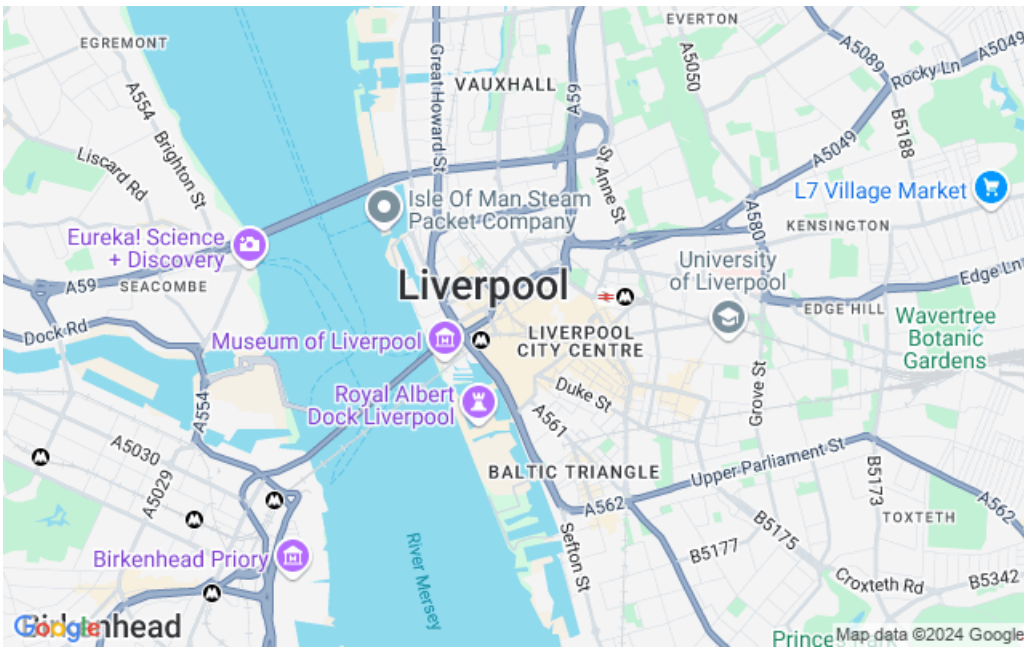 EVERTON
EGREMONT
A5089
A5049
Rocky Ln
A5050
Great Howard St
VAUXHALL
A59
A554
Brighton St
B5188
A5049
Liscard Rd
St Anne St
L7 Village Market
Isle Of Man Steam
Packet Company
A580
KENSINGTON
Eureka! Science
+ Discovery
University
of Liverpool
A59
SEACOMBE
Liverpool
Edge Ln
EDGE HILL
Wavertree
Botanic
Gardens
Dock Rd
Museum of Liverpool
LIVERPOOL
CITY CENTRE
Royal Albert
Dock Liverpool
Duke St
Grove St
A554
A561
A5030
BALTIC TRIANGLE
Upper Parliament St
A5029
B5173
A562
A562
TOXTETH
B5175
Sefton St
B5177
Birkenhead Priory
River Mersey
Croxteth Rd
B5342
Google
Map data ©2024 Google